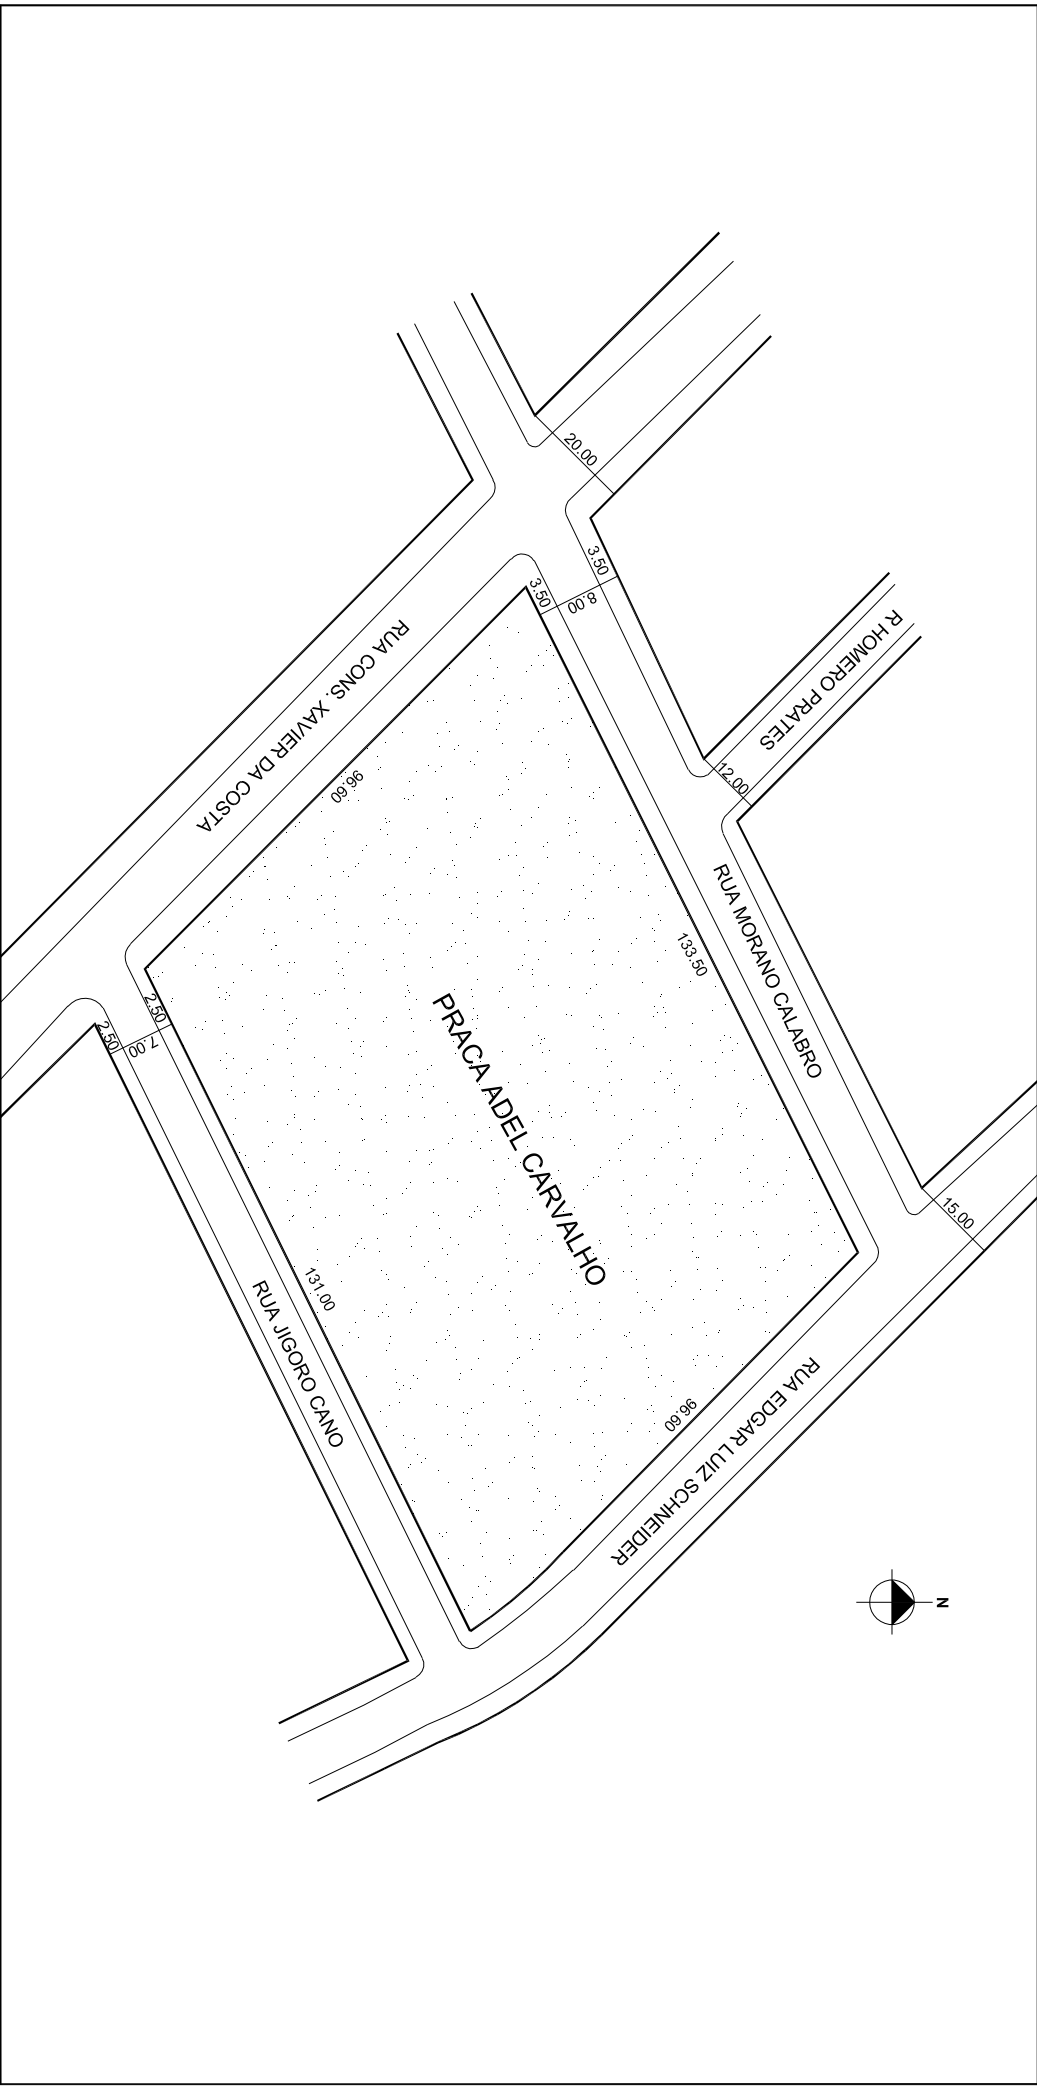 20.00
3.50
8.00
3.50
R HOMERO PRATES
12.00
RUA CONS. XAVIER DA COSTA
96.60
RUA MORANO CALABRO
133.50
2.50
7.00
2.50
PRACA ADEL CARVALHO
15.00
131.00
RUA JIGORO CANO
96.60
RUA EDGAR LUIZ SCHNEIDER
N